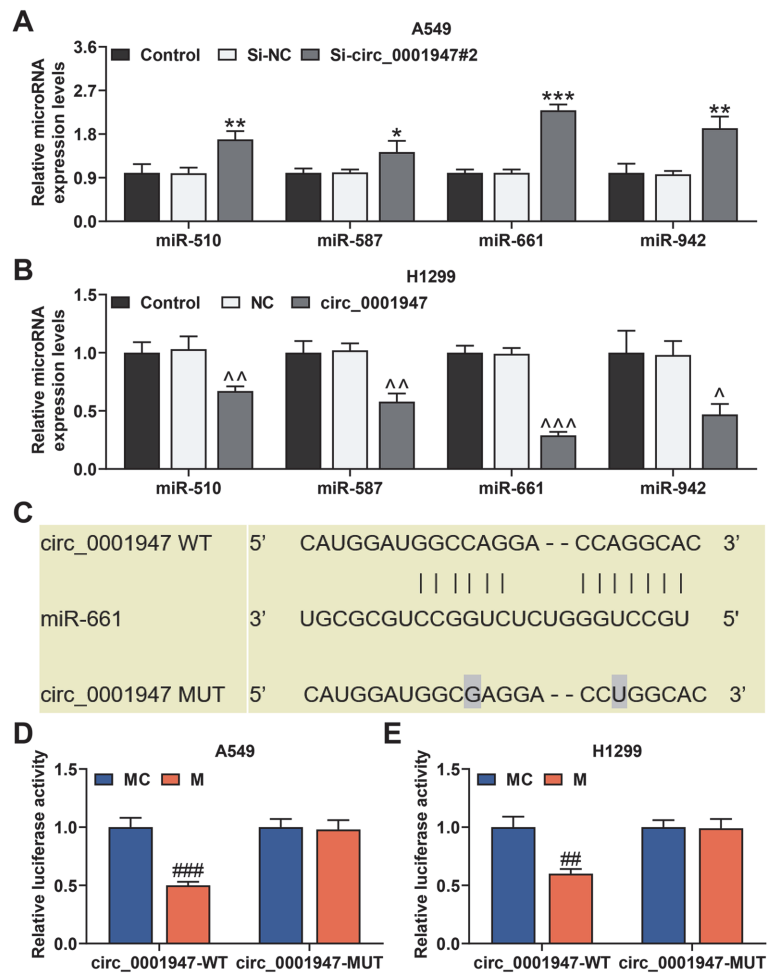 A
A549
Control Si-NC Si-circ_0001947#2
Relative microRNA
expression levels
3.6
2.7
1.8
0.9
0.0
** * *** **
miR-510 miR-587 miR-661 miR-942
B
H1299
Control NC circ_0001947
Relative microRNA
expression levels
1.5
1.0
0.5
0.0
^^ ^^ ^^^ ^
miR-510 miR-587 miR-661 miR-942
C
circ_0001947 WT 5’ CAUGGAUGGCCAGGA - - CCAGGCAC 3’
| | | | | | | | | | | | |
miR-661 3’ UGCGCGUCCGGUCUCUGGGUCCGU 5'
circ_0001947 MUT 5’ CAUGGAUGGCGAGGA - - CCUGGCAC 3’
D
A549
MC M
Relative luciferase activity
1.5
1.0
0.5
0.0
###
circ_0001947-WT circ_0001947-MUT
E
H1299
MC M
Relative luciferase activity
1.5
1.0
0.5
0.0
##
circ_0001947-WT circ_0001947-MUT